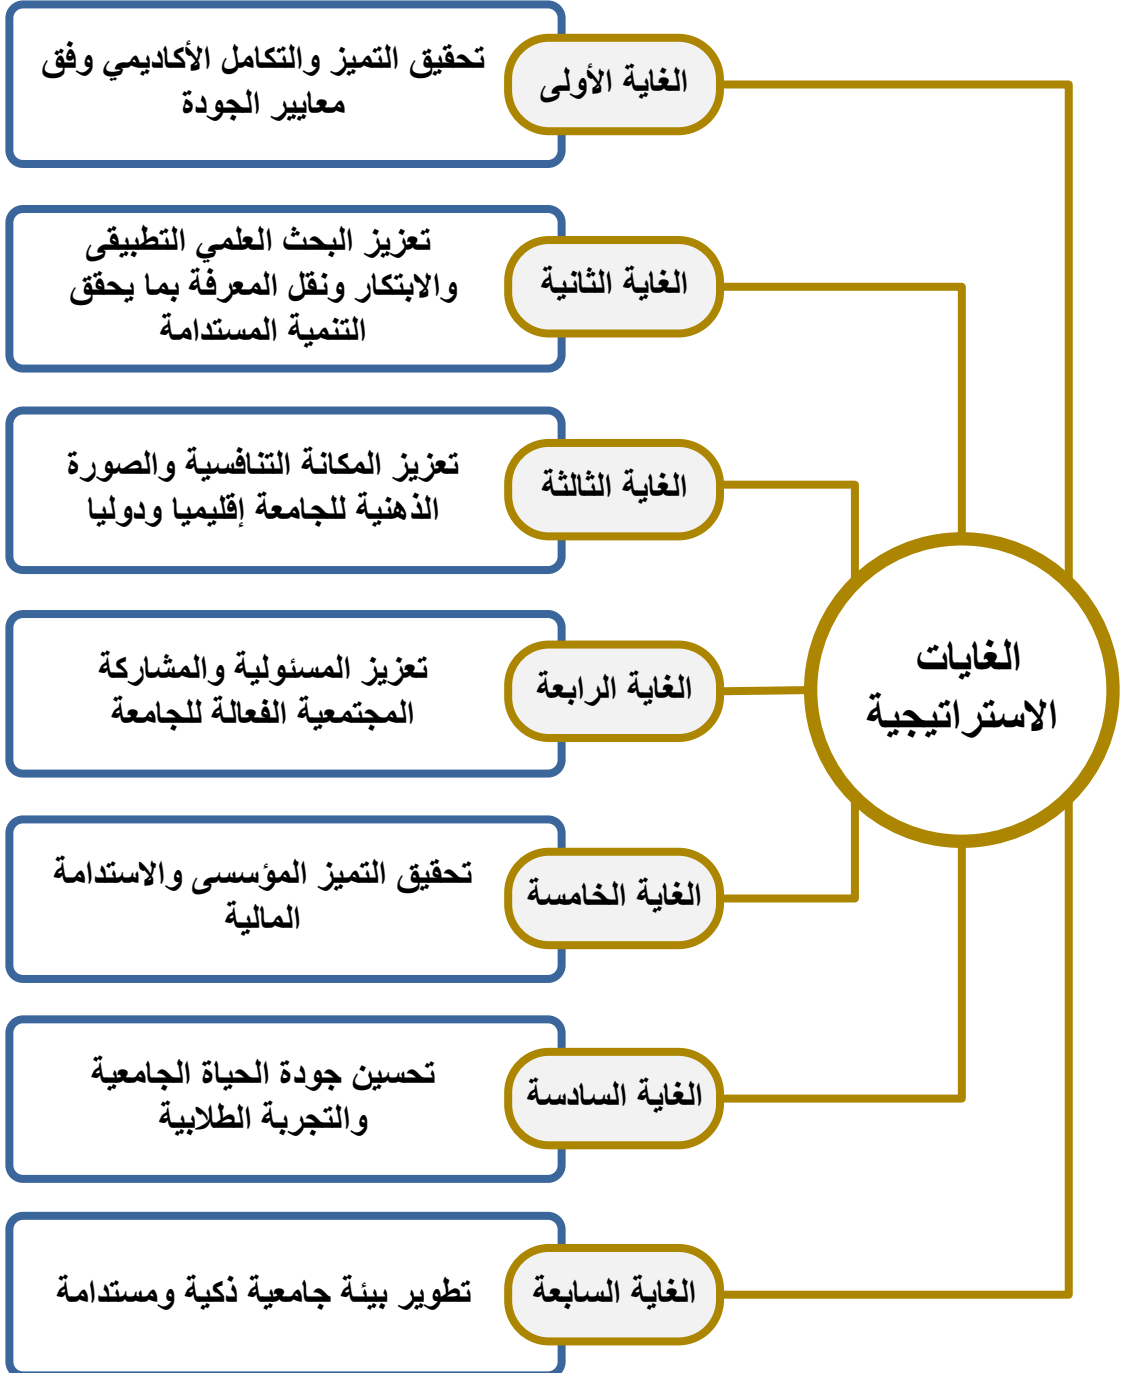 الغايات
الاستراتيجية
الغاية الأولى
تحقيق التميز والتكامل الأكاديمي وفق
معايير الجودة
الغاية الثانية
تعزيز البحث العلمي التطبيقى
والابتكار ونقل المعرفة بما يحقق
التنمية المستدامة
الغاية الثالثة
تعزيز المكانة التنافسية والصورة
الذهنية للجامعة إقليميا ودوليا
الغاية الرابعة
تعزيز المسئولية والمشاركة
المجتمعية الفعالة للجامعة
الغاية الخامسة
تحقيق التميز المؤسسى والاستدامة
المالية
الغاية السادسة
تحسين جودة الحياة الجامعية
والتجربة الطلابية
الغاية السابعة
تطوير بيئة جامعية ذكية ومستدامة